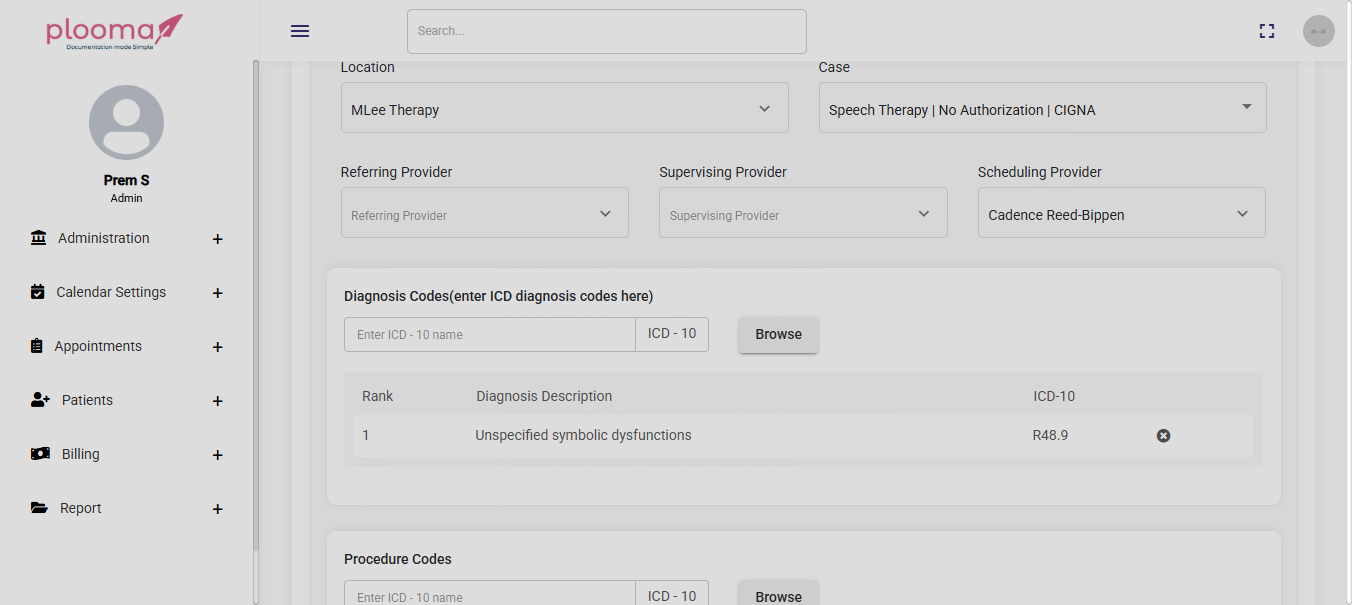 plooma
Documentation made Simple
Search...
Prem S
Admin
Administration +
Calendar Settings +
Appointments +
Patients +
Billing +
Report +
Location Case
MLee Therapy Speech Therapy | No Authorization | CIGNA
Referring Provider Supervising Provider Scheduling Provider
Referring Provider Supervising Provider Cadence Reed-Bippen
Diagnosis Codes(enter ICD diagnosis codes here)
Enter ICD - 10 name ICD - 10 Browse
Rank Diagnosis Description ICD-10
1 Unspecified symbolic dysfunctions R48.9
Procedure Codes
Enter ICD - 10 name ICD - 10 Browse